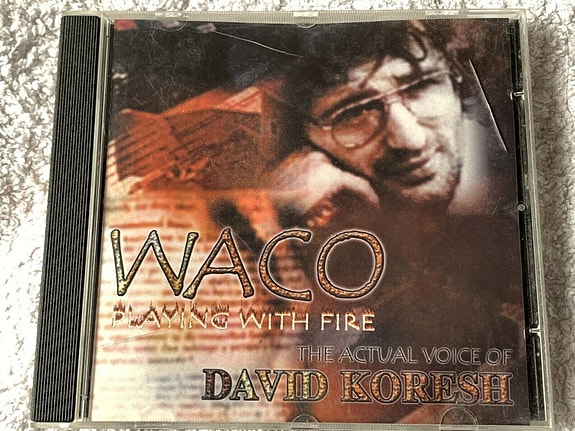 WACO
PLAYING WITH FIRE
THE ACTUAL VOICE OF
DAVID KORESH